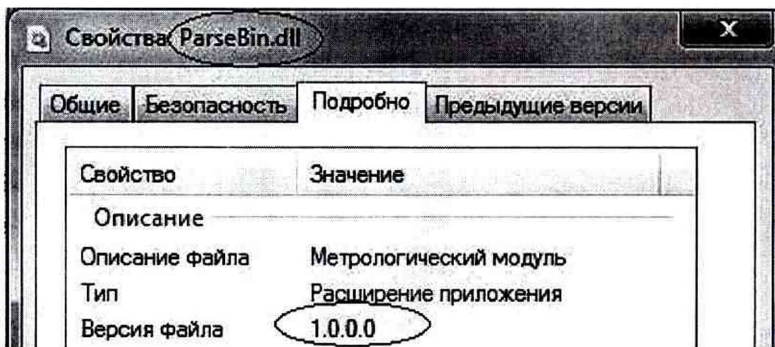 Свойства: ParseBin.dll
Общие Безопасность Подробно Предыдущие версии
Свойство Значение
Описание
Описание файла Метрологический модуль
Тип Расширение приложения
Версия файла 1.0.0.0